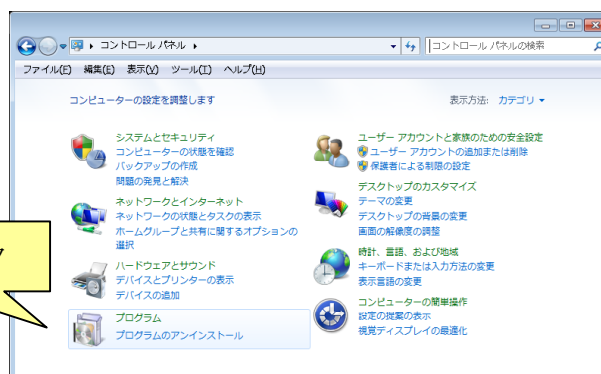 コントロール パネル
コントロール パネルの検索
ファイル(F) 編集(E) 表示(V) ツール(T) ヘルプ(H)
コンピューターの設定を調整します
表示方法: カテゴリ
システムとセキュリティ
コンピューターの状態を確認
バックアップの作成
問題の発見と解決
ネットワークとインターネット
ネットワークの状態とタスクの表示
ホームグループと共有に関するオプションの
選択
ハードウェアとサウンド
デバイスとプリンターの表示
デバイスの追加
プログラム
プログラムのアンインストール
ユーザー アカウントと家族のための安全設定
ユーザー アカウントの追加または削除
保護者による制限の設定
デスクトップのカスタマイズ
テーマの変更
デスクトップの背景の変更
画面の解像度の調整
時計、言語、および地域
キーボードまたは入力方法の変更
表示言語の変更
コンピューターの簡単操作
設定の提案の表示
視覚ディスプレイの最適化